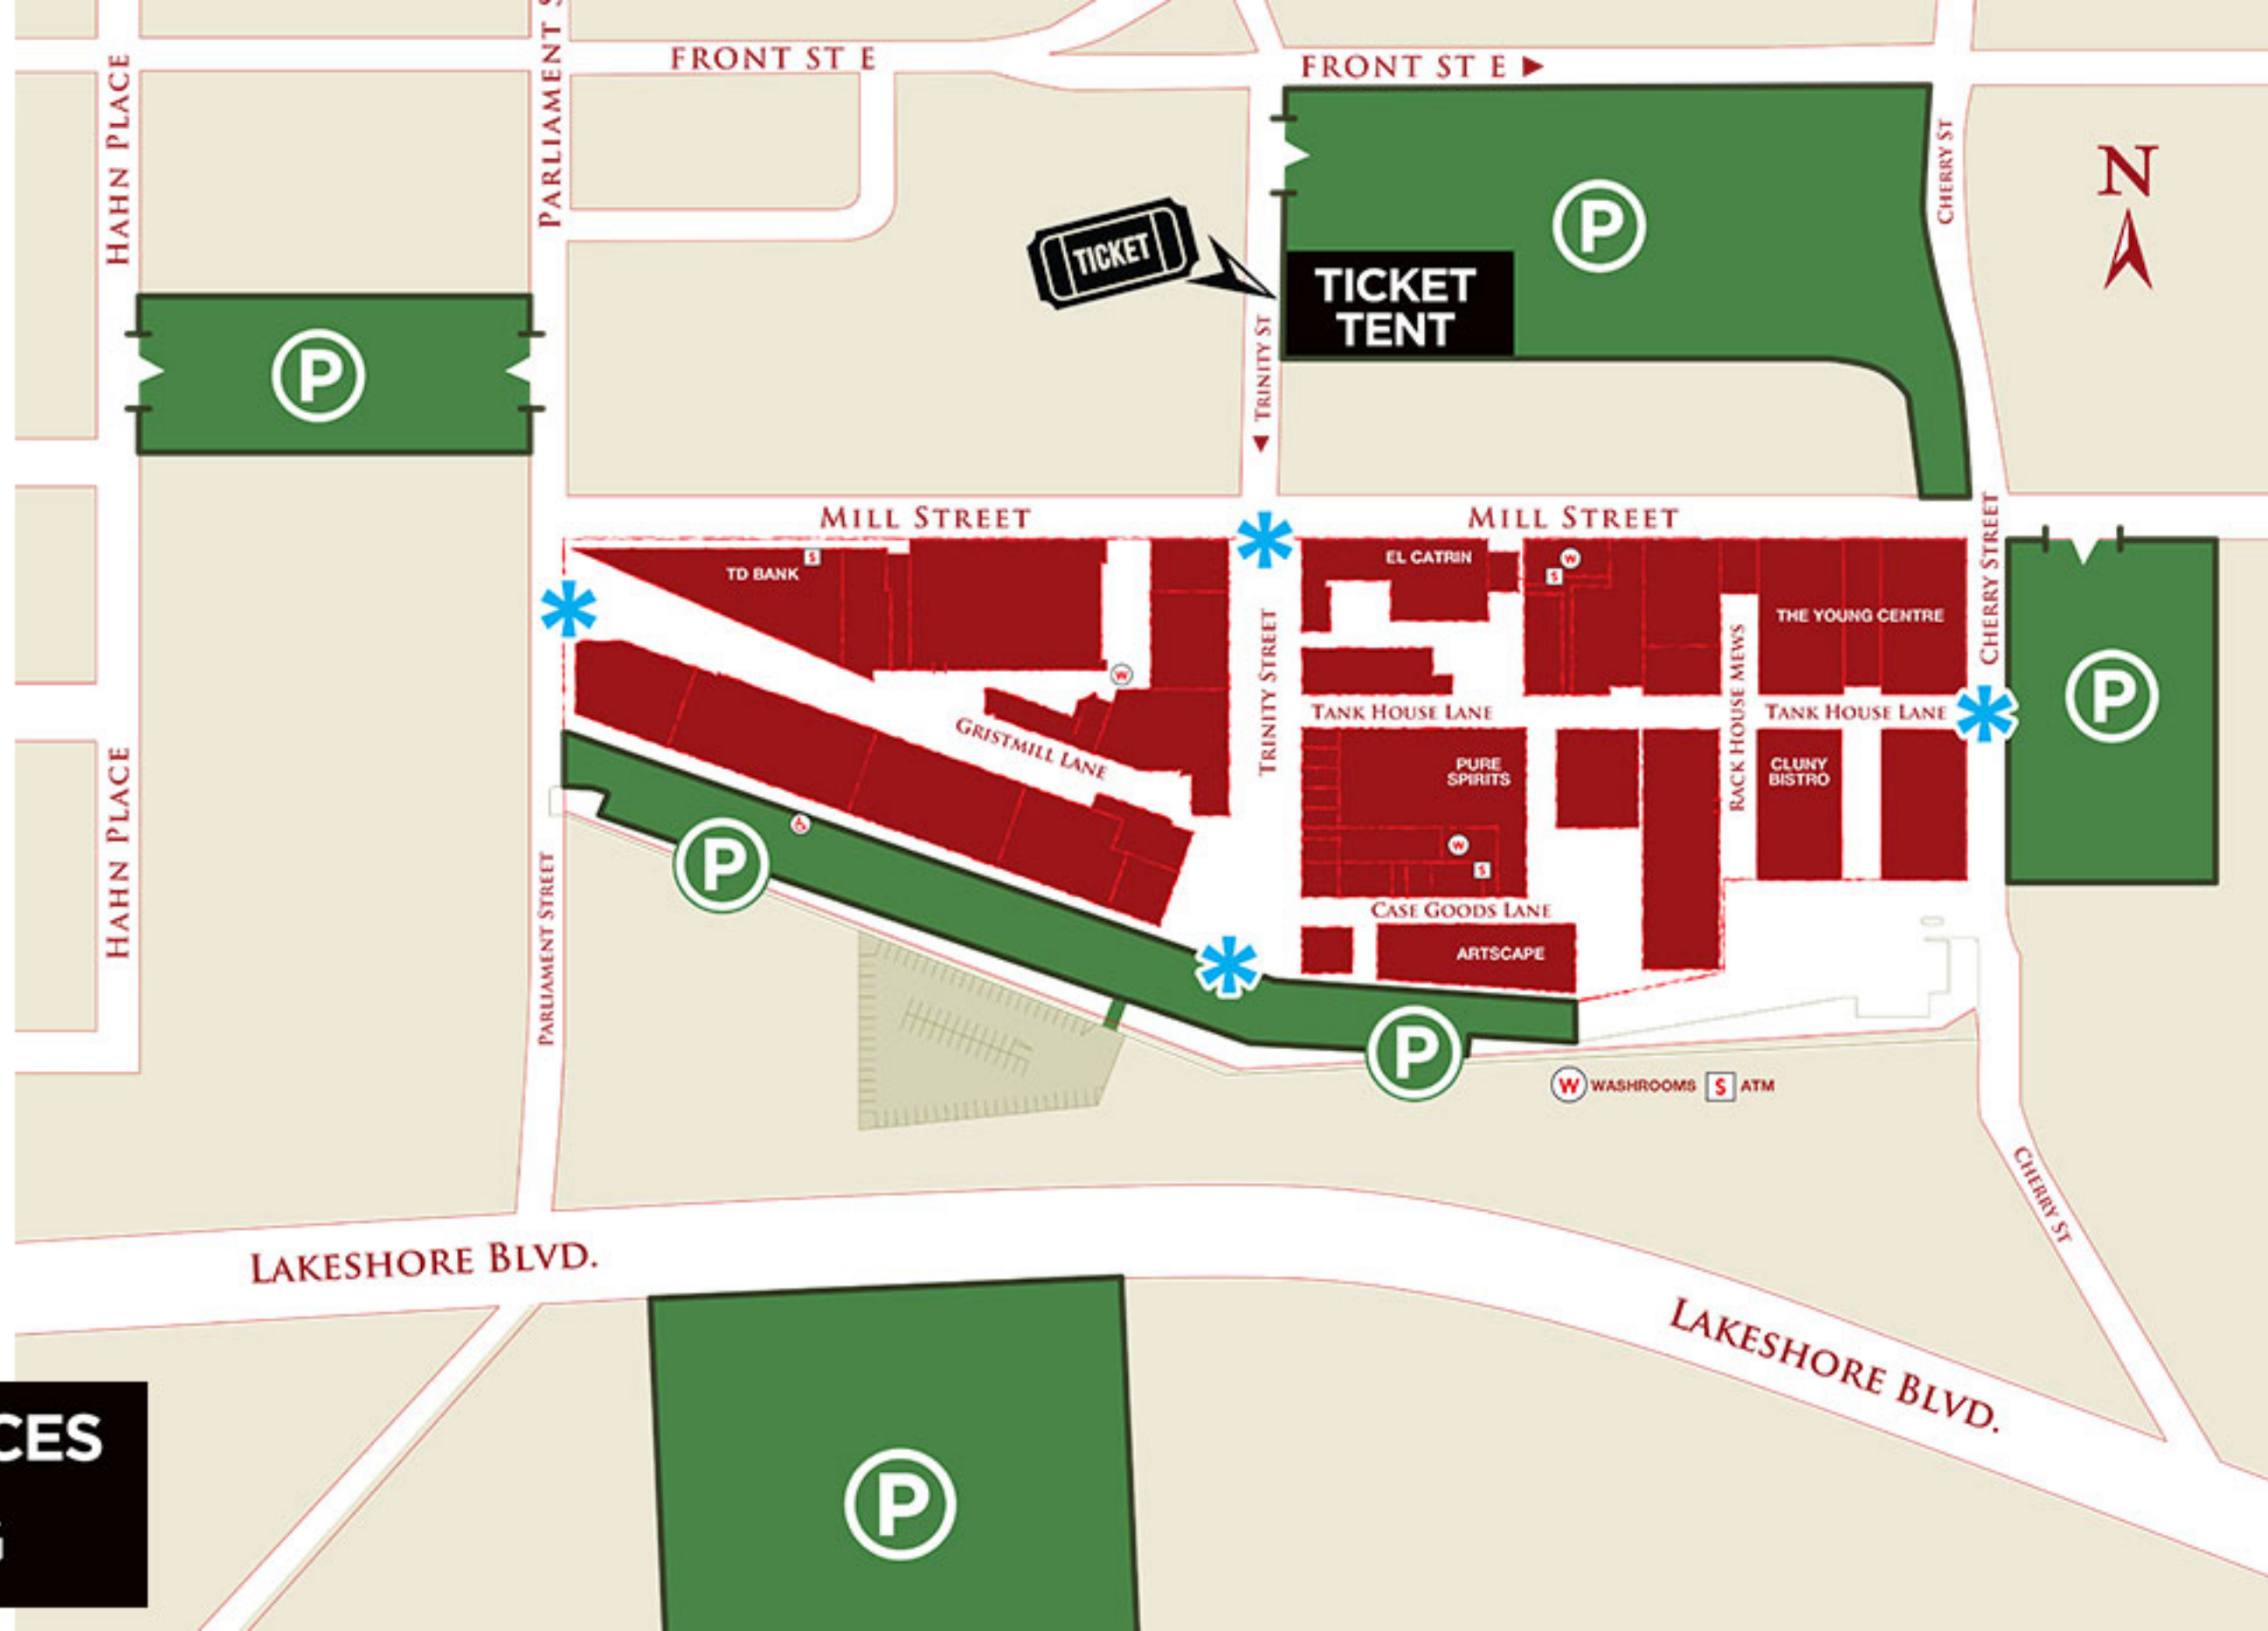 FRONT ST E
FRONT ST E
HAHN PLACE
PARLIAMENT S
CHERRY ST
N
TICKET
TICKET
TENT
P
P
TRINITY ST
MILL STREET
MILL STREET
CHERRY STREET
TD BANK
S
EL CATRIN
W
S
THE YOUNG CENTRE
W
TRINITY STREET
RACK HOUSE MEWS
P
TANK HOUSE LANE
TANK HOUSE LANE
GRISTMILL LANE
PURE
SPIRITS
CLUNY
BISTRO
HAHN PLACE
P
W
S
CASE GOODS LANE
ARTSCAPE
PARLIAMENT STREET
P
W WASHROOMS S ATM
CHERRY ST
LAKESHORE BLVD.
LAKESHORE BLVD.
CES
G
P